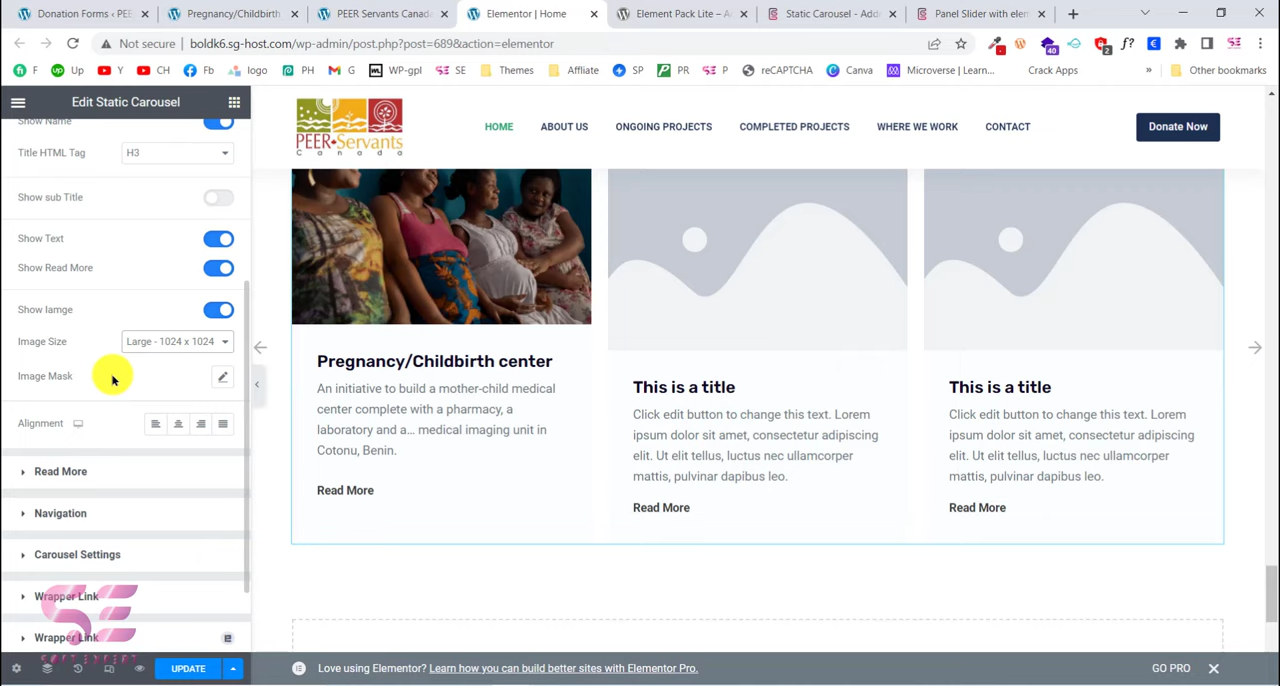 Donation Forms ‹ PEE
Pregnancy/Childbirth
PEER Servants Canada
Elementor | Home
Element Pack Lite – A
Static Carousel - Add
Panel Slider with elem
Not secure | boldk6.sg-host.com/wp-admin/post.php?post=689&action=elementor
40
2
F Up Y CH Fb logo PH G WP-gpl SE Themes Affliate SP PR SE P reCAPTCHA Canva Microverse | Learn... Crack Apps » Other bookmarks
Edit Static Carousel
Show Name
Title HTML Tag H3
Show sub Title
Show Text
Show Read More
Show Iamge
Image Size Large - 1024 x 1024
Image Mask
Alignment
Read More
Navigation
Carousel Settings
Wrapper Link
Wrapper Link
SE
SOFT EXPERT
UPDATE
PEER Servants
Canada
HOME ABOUT US ONGOING PROJECTS COMPLETED PROJECTS WHERE WE WORK CONTACT Donate Now
Pregnancy/Childbirth center
An initiative to build a mother-child medical
center complete with a pharmacy, a
laboratory and a... medical imaging unit in
Cotonu, Benin.
Read More
This is a title
Click edit button to change this text. Lorem
ipsum dolor sit amet, consectetur adipiscing
elit. Ut elit tellus, luctus nec ullamcorper
mattis, pulvinar dapibus leo.
Read More
This is a title
Click edit button to change this text. Lorem
ipsum dolor sit amet, consectetur adipiscing
elit. Ut elit tellus, luctus nec ullamcorper
mattis, pulvinar dapibus leo.
Read More
Love using Elementor? Learn how you can build better sites with Elementor Pro.
GO PRO